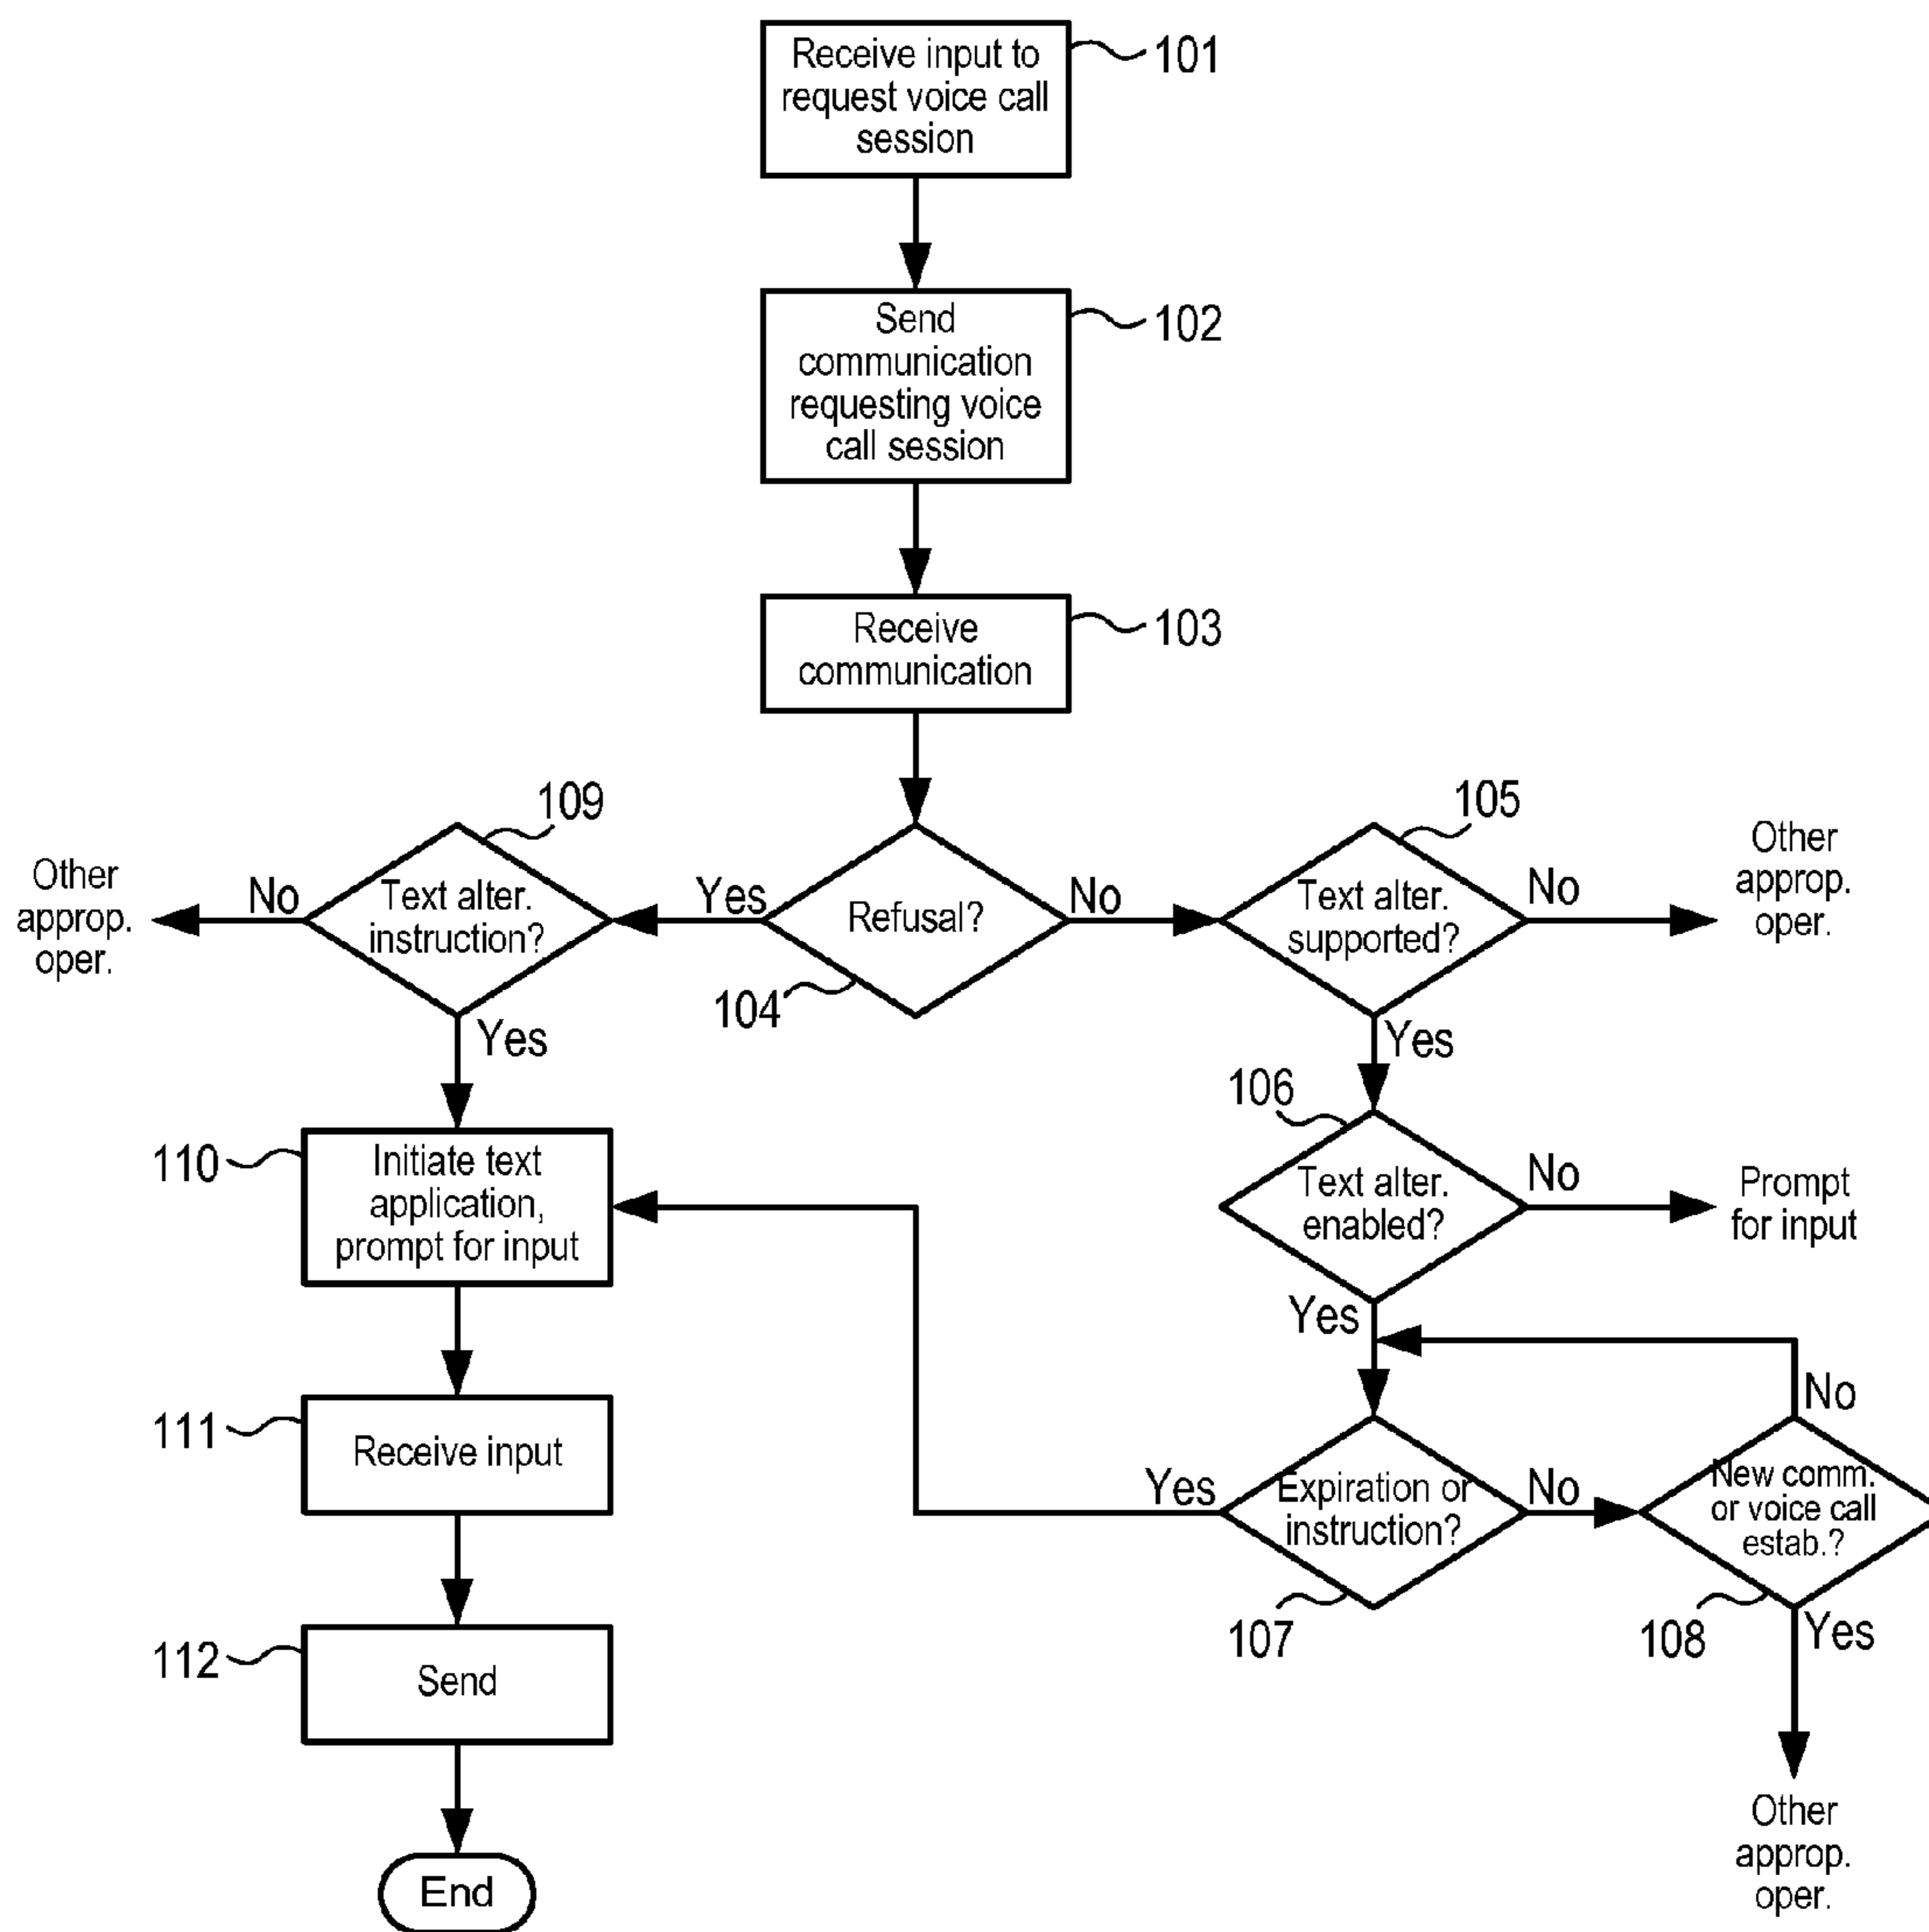 Receive input to
request voice call
session
101
Send
communication
requesting voice
call session
102
Receive
communication
103
109
105
Other
approp.
oper.
No
Text alter.
instruction?
Yes
Refusal?
No
Text alter.
supported?
No
Other
approp.
oper.
104
Yes
Yes
106
110
Initiate text
application,
prompt for input
Text alter.
enabled?
No
Prompt
for input
Yes
No
111
Receive input
Yes
Expiration or
instruction?
No
New comm.
or voice call
estab.?
107
108
Yes
112
Send
Other
approp.
oper.
End